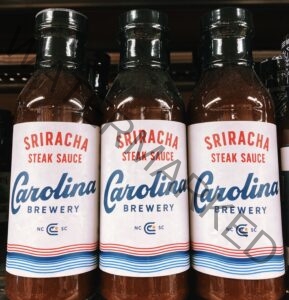 SRIRACHA
STEAK SAUCE
Carolina
BREWERY
NC SC
SRIRACHA
STEAK SAUCE
Carolina
BREWERY
NC SC
SRIRACHA
STEAK SAUCE
Carolina
BREWERY
NC SC
WATERMARKED